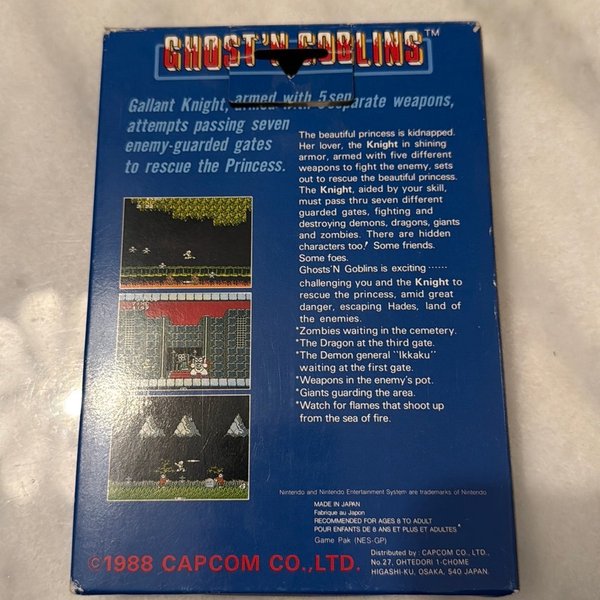 GHOST'N GOBLINS™
Gallant Knight, armed with 5 separate weapons,
attempts passing seven
enemy-guarded gates
to rescue the Princess.
The beautiful princess is kidnapped.
Her lover, the Knight in shining
armor, armed with five different
weapons to fight the enemy, sets
out to rescue the beautiful princess.
The Knight, aided by your skill,
must pass thru seven different
guarded gates, fighting and
destroying demons, dragons, giants
and zombies. There are hidden
characters too! Some friends.
Some foes.
Ghosts'N Goblins is exciting ······
challenging you and the Knight to
rescue the princess, amid great
danger, escaping Hades, land of
the enemies.
*Zombies waiting in the cemetery.
*The Dragon at the third gate.
*The Demon general "Ikkaku"
waiting at the first gate.
*Weapons in the enemy's pot.
*Giants guarding the area.
*Watch for flames that shoot up
from the sea of fire.
Nintendo and Nintendo Entertainment System are trademarks of Nintendo
MADE IN JAPAN
Fabrique au Japon
RECOMMENDED FOR AGES 8 TO ADULT
POUR ENFANTS DE 8 ANS ET PLUS ET ADULTES*
Game Pak (NES-GP)
©1988 CAPCOM CO.,LTD.
Distributed by : CAPCOM CO., LTD.,
No.27, OHTEDORI 1-CHOME
HIGASHI-KU, OSAKA, 540 JAPAN.